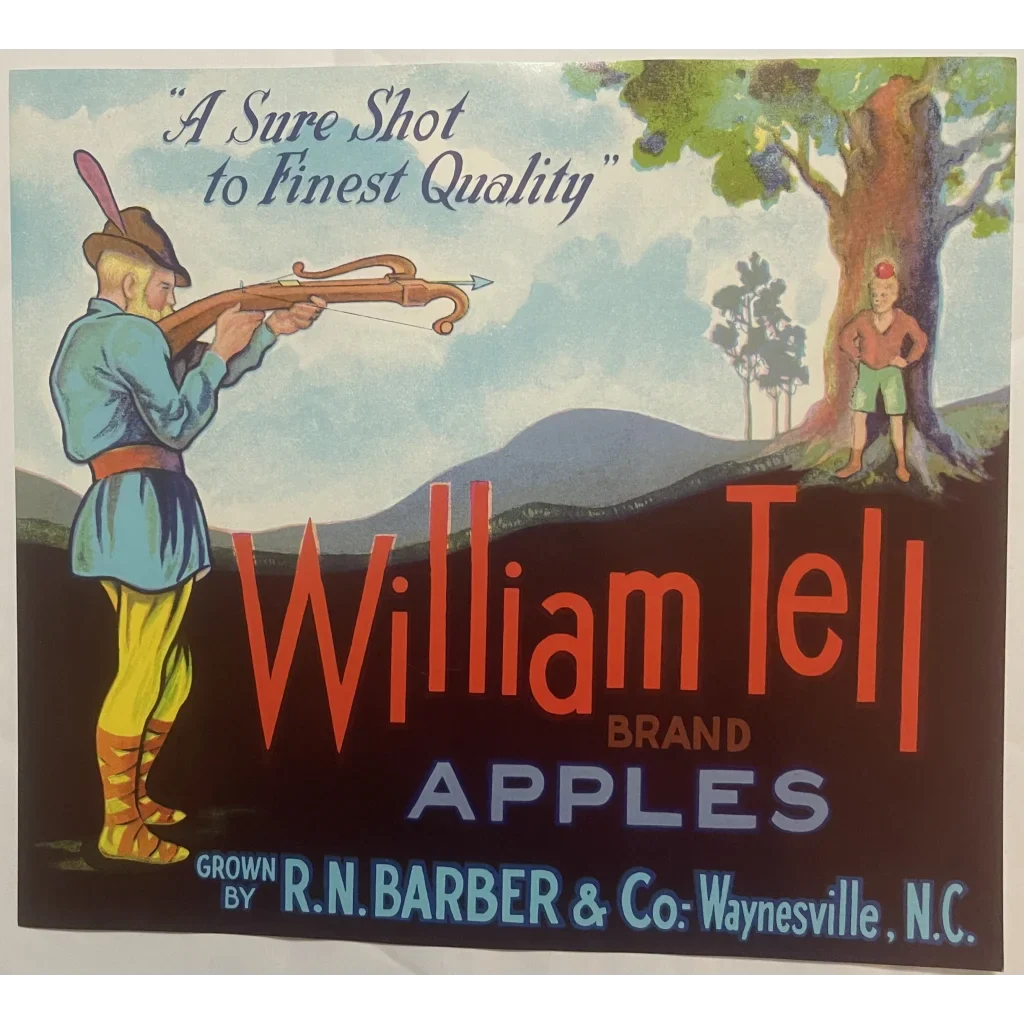 "A Sure Shot
to Finest Quality"
William Tell
BRAND
APPLES
GROWN BY R.N. BARBER & Co. - Waynesville, N.C.